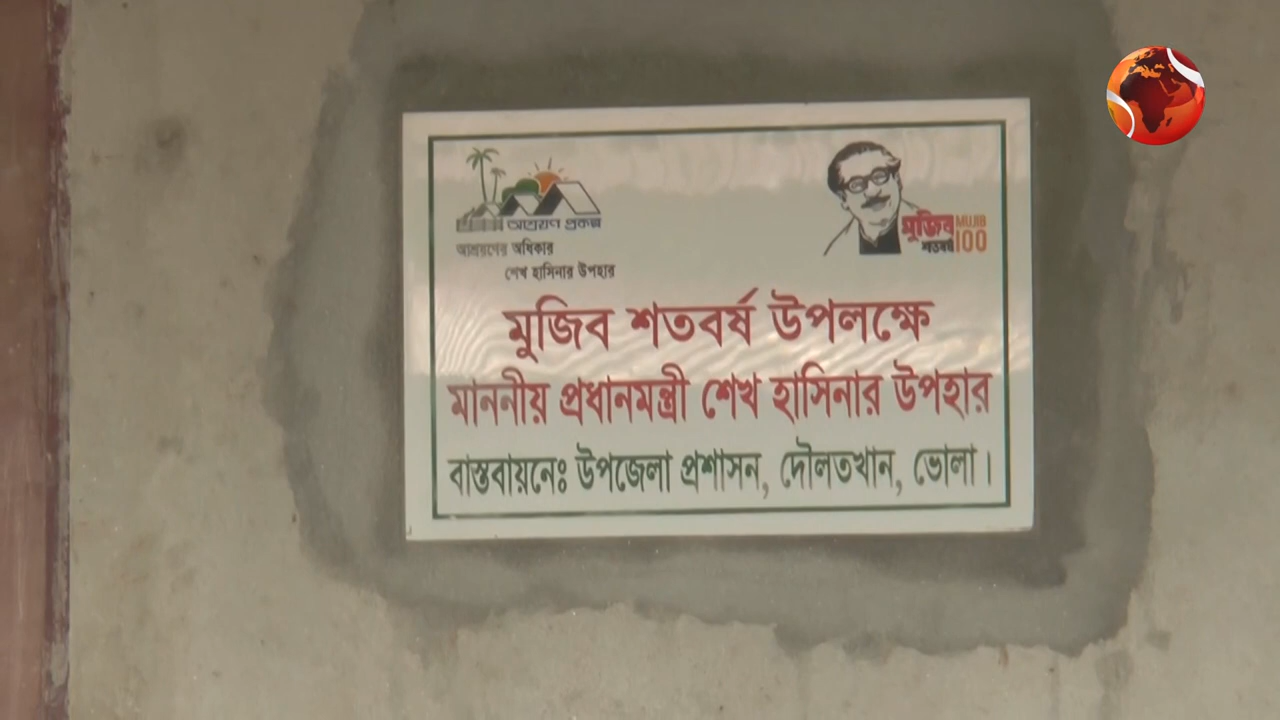 আশ্রয়ণ প্রকল্প
আশ্রয়ণের অধিকার
শেখ হাসিনার উপহার
মুজিব MUJIB
শতবর্ষ 100
মুজিব শতবর্ষ উপলক্ষে
মাননীয় প্রধানমন্ত্রী শেখ হাসিনার উপহার
বাস্তবায়নেঃ উপজেলা প্রশাসন, দৌলতখান, ভোলা।